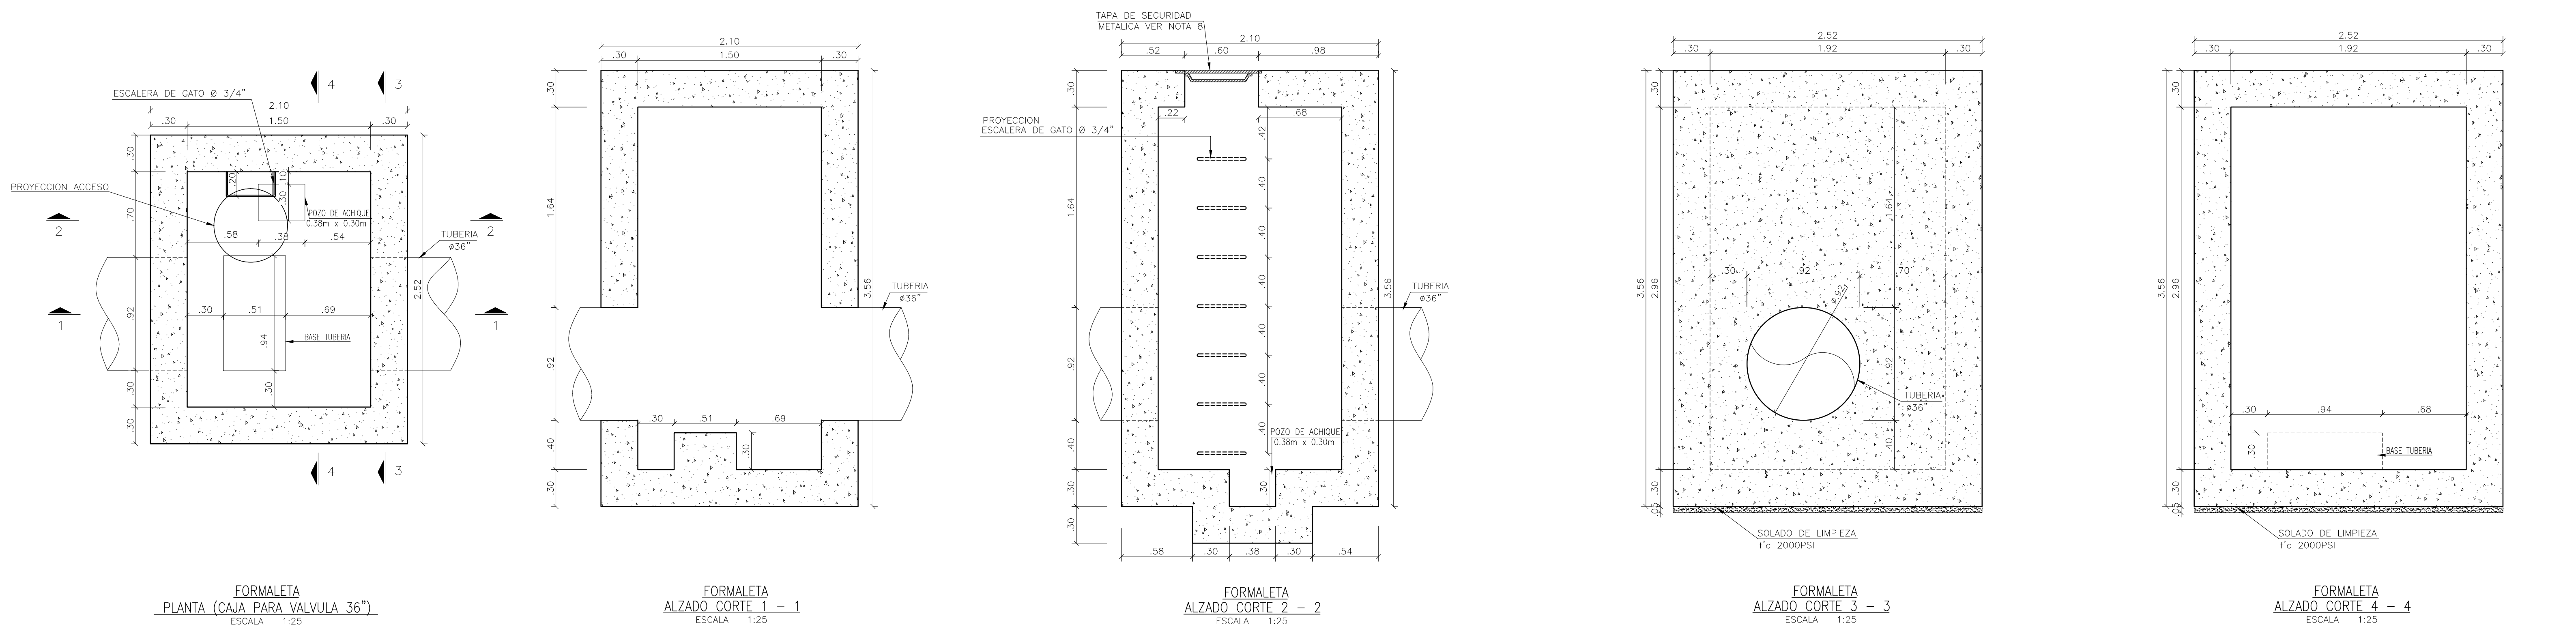 4
3
ESCALERA DE GATO Ø 3/4"
2.10
.30
1.50
.30
.30
.20
.10
.30
PROYECCION ACCESO
POZO DE ACHIQUE
0.38m x 0.30m
.70
2
2
.58
.38
.54
TUBERIA
ø36"
2.52
.92
1
1
.30
.51
.69
.94
BASE TUBERIA
.30
.30
.30
4
3
FORMALETA
PLANTA (CAJA PARA VALVULA 36")
ESCALA 1:25
2.10
.30
1.50
.30
.30
1.64
3.56
TUBERIA
ø36"
.92
.30
.51
.69
.40
.30
.30
FORMALETA
ALZADO CORTE 1 - 1
ESCALA 1:25
TAPA DE SEGURIDAD
METALICA VER NOTA 8
2.10
.52
.60
.98
.30
.22
.68
PROYECCION
ESCALERA DE GATO Ø 3/4"
.42
.40
.40
.40
.40
.40
.40
1.64
3.56
TUBERIA
ø36"
.92
POZO DE ACHIQUE
0.38m x 0.30m
.40
.30
.30
.30
.58
.30
.38
.30
.54
FORMALETA
ALZADO CORTE 2 - 2
ESCALA 1:25
2.52
.30
1.92
.30
.30
1.64
3.56
2.96
.30
.92
.70
ø.92
.92
TUBERIA
ø36"
.40
.30
.05
SOLADO DE LIMPIEZA
f'c 2000PSI
FORMALETA
ALZADO CORTE 3 - 3
ESCALA 1:25
2.52
.30
1.92
.30
.30
3.56
2.96
.30
.94
.68
.30
BASE TUBERIA
.30
.05
SOLADO DE LIMPIEZA
f'c 2000PSI
FORMALETA
ALZADO CORTE 4 - 4
ESCALA 1:25